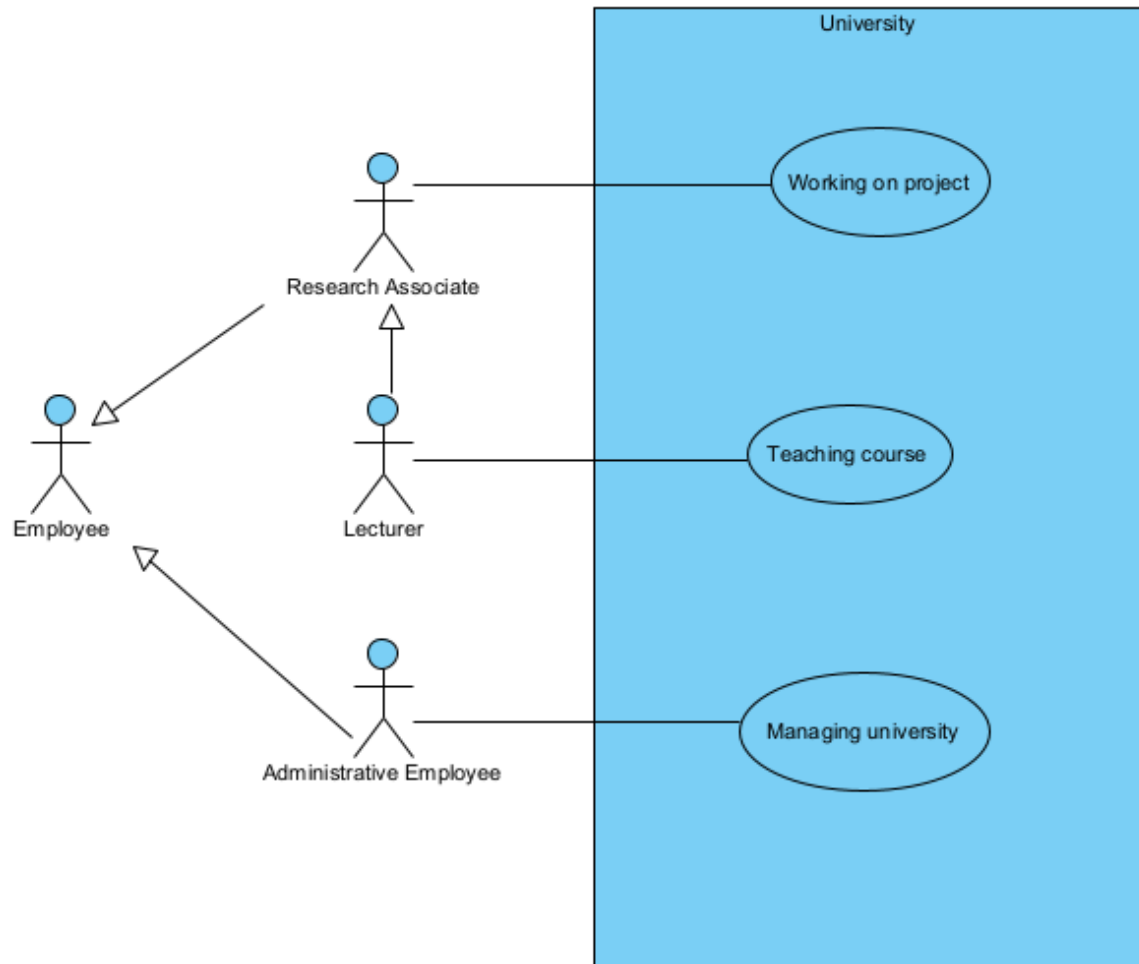 University
Working on project
Research Associate
Teaching course
Employee
Lecturer
Managing university
Administrative Employee